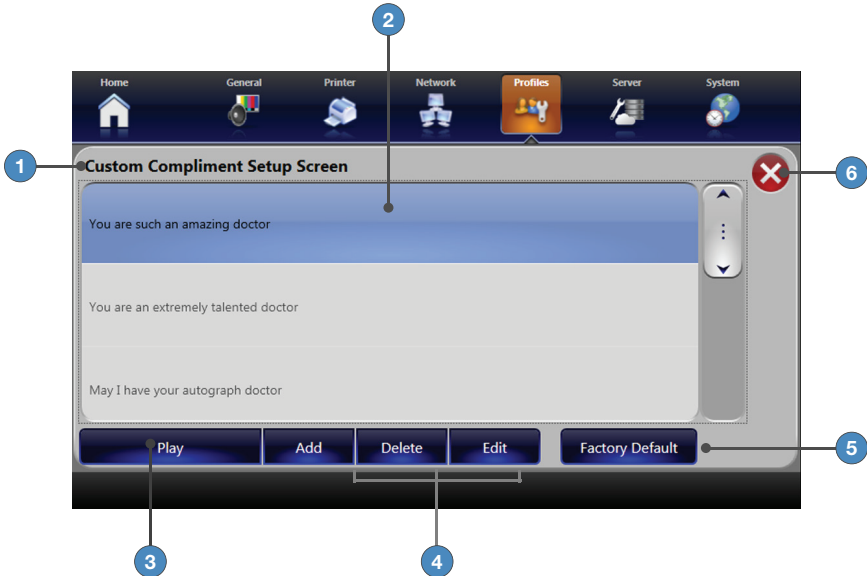 2
Home General Printer Network Profiles Server System
1 Custom Compliment Setup Screen 6
You are such an amazing doctor
You are an extremely talented doctor
May I have your autograph doctor
Play Add Delete Edit Factory Default 5
3 4